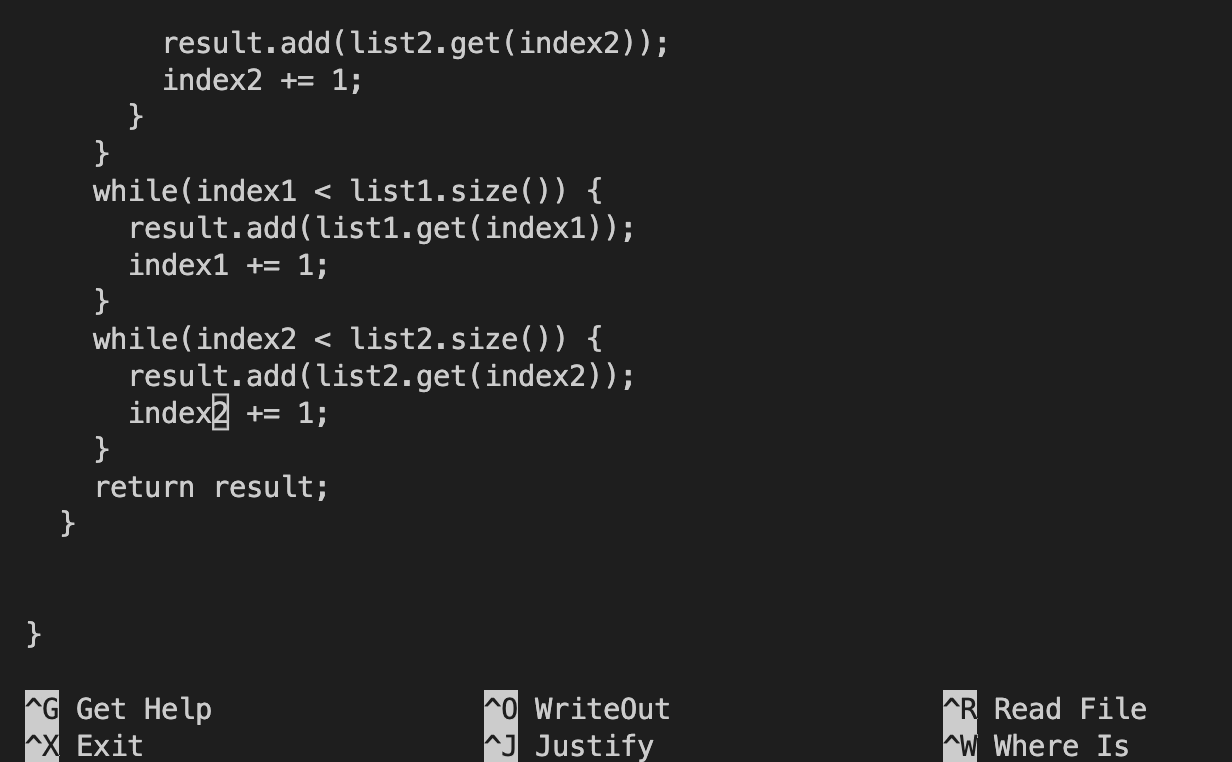 result.add(list2.get(index2));
        index2 += 1;
      }
    }
    while(index1 < list1.size()) {
      result.add(list1.get(index1));
      index1 += 1;
    }
    while(index2 < list2.size()) {
      result.add(list2.get(index2));
      index2 += 1;
    }
    return result;
  }
}
^G Get Help ^O WriteOut ^R Read File
^X Exit ^J Justify ^W Where Is